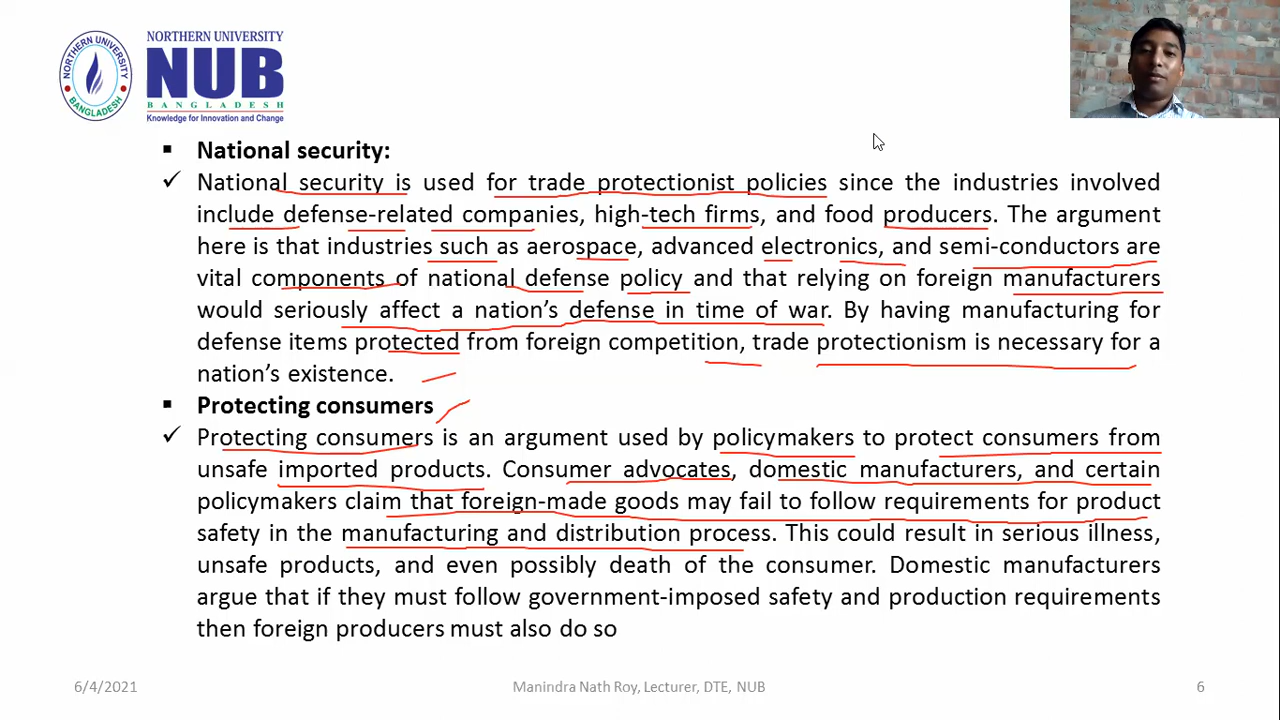 NORTHERN UNIVERSITY
BANGLADESH
NORTHERN UNIVERSITY
NUB
BANGLADESH
Knowledge for Innovation and Change
▪ National security:
✓ National security is used for trade protectionist policies since the industries involved
include defense-related companies, high-tech firms, and food producers. The argument
here is that industries such as aerospace, advanced electronics, and semi-conductors are
vital components of national defense policy and that relying on foreign manufacturers
would seriously affect a nation's defense in time of war. By having manufacturing for
defense items protected from foreign competition, trade protectionism is necessary for a
nation's existence.
▪ Protecting consumers
✓ Protecting consumers is an argument used by policymakers to protect consumers from
unsafe imported products. Consumer advocates, domestic manufacturers, and certain
policymakers claim that foreign-made goods may fail to follow requirements for product
safety in the manufacturing and distribution process. This could result in serious illness,
unsafe products, and even possibly death of the consumer. Domestic manufacturers
argue that if they must follow government-imposed safety and production requirements
then foreign producers must also do so
6/4/2021
Manindra Nath Roy, Lecturer, DTE, NUB
6